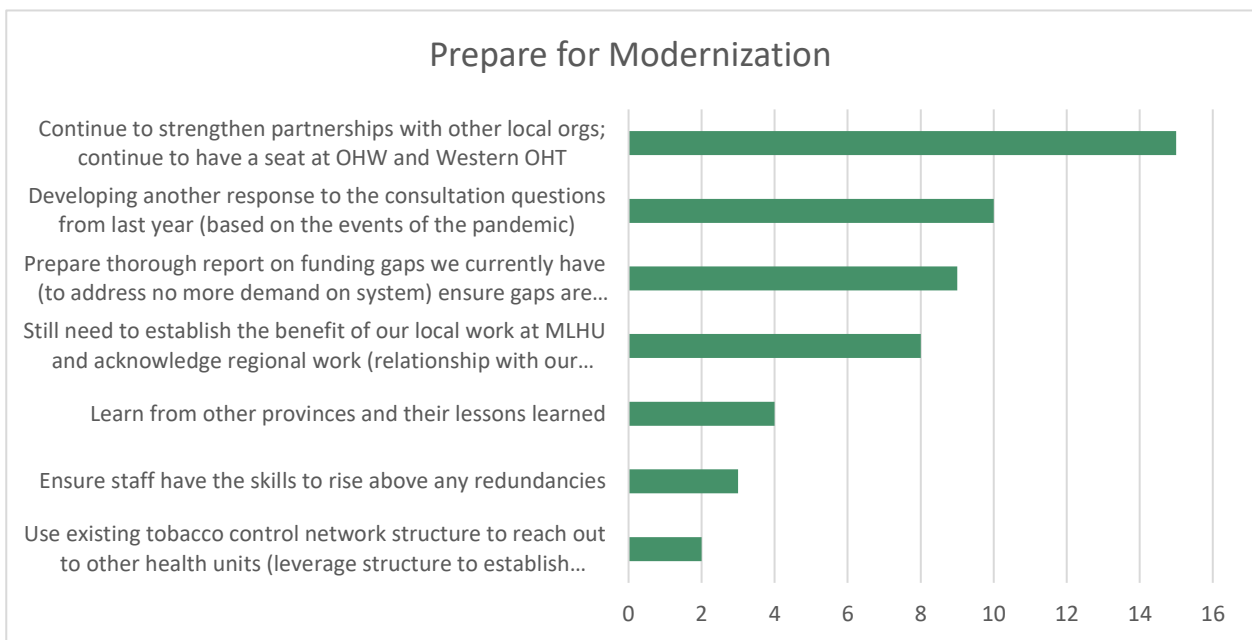 Prepare for Modernization
Continue to strengthen partnerships with other local orgs;
continue to have a seat at OHW and Western OHT
Developing another response to the consultation questions
from last year (based on the events of the pandemic)
Prepare thorough report on funding gaps we currently have
(to address no more demand on system) ensure gaps are…
Still need to establish the benefit of our local work at MLHU
and acknowledge regional work (relationship with our…
Learn from other provinces and their lessons learned
Ensure staff have the skills to rise above any redundancies
Use existing tobacco control network structure to reach out
to other health units (leverage structure to establish…
0 2 4 6 8 10 12 14 16